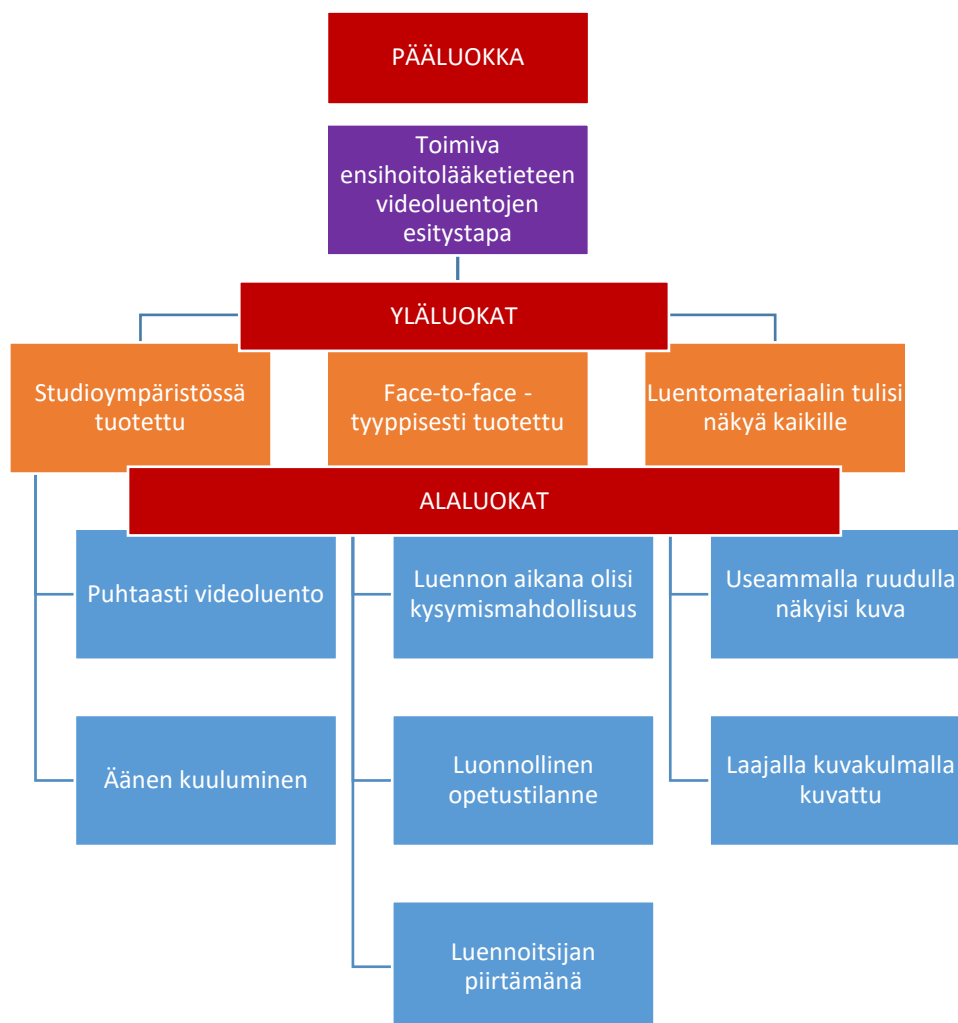 PÄÄLUOKKA
Toimiva
ensihoitolääketieteen
videoluentojen
esitystapa
YLÄLUOKAT
Studioympäristössä
tuotettu
Face-to-face -
tyyppisesti tuotettu
Luentomateriaalin tulisi
näkyä kaikille
ALALUOKAT
Puhtaasti videoluento
Luennon aikana olisi
kysymismahdollisuus
Useammalla ruudulla
näkyisi kuva
Äänen kuuluminen
Luonnollinen
opetustilanne
Laajalla kuvakulmalla
kuvattu
Luennoitsijan
piirtämänä